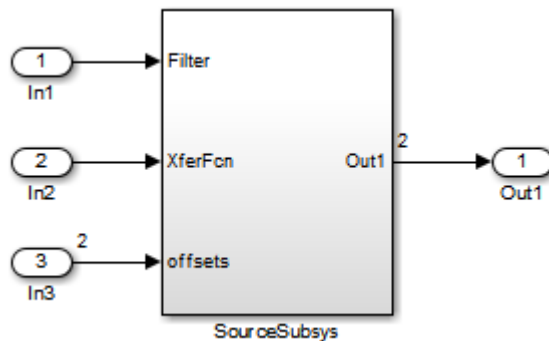 1
Filter
In1
2
2
XferFcn
Out1
1
In2
Out1
2
3
offsets
In3
SourceSubsys